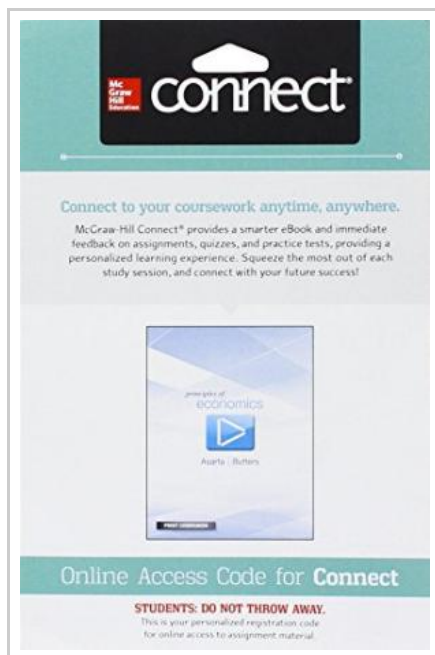 Mc
Graw
Hill
Education
connect®
Connect to your coursework anytime, anywhere.
McGraw-Hill Connect® provides a smarter eBook and immediate
feedback on assignments, quizzes, and practice tests, providing a
personalized learning experience. Squeeze the most out of each
study session, and connect with your future success!
principles of
economics
Asarta | Butters
Online Access Code for Connect
STUDENTS: DO NOT THROW AWAY.
This is your personalized registration code
for online access to assignment material.